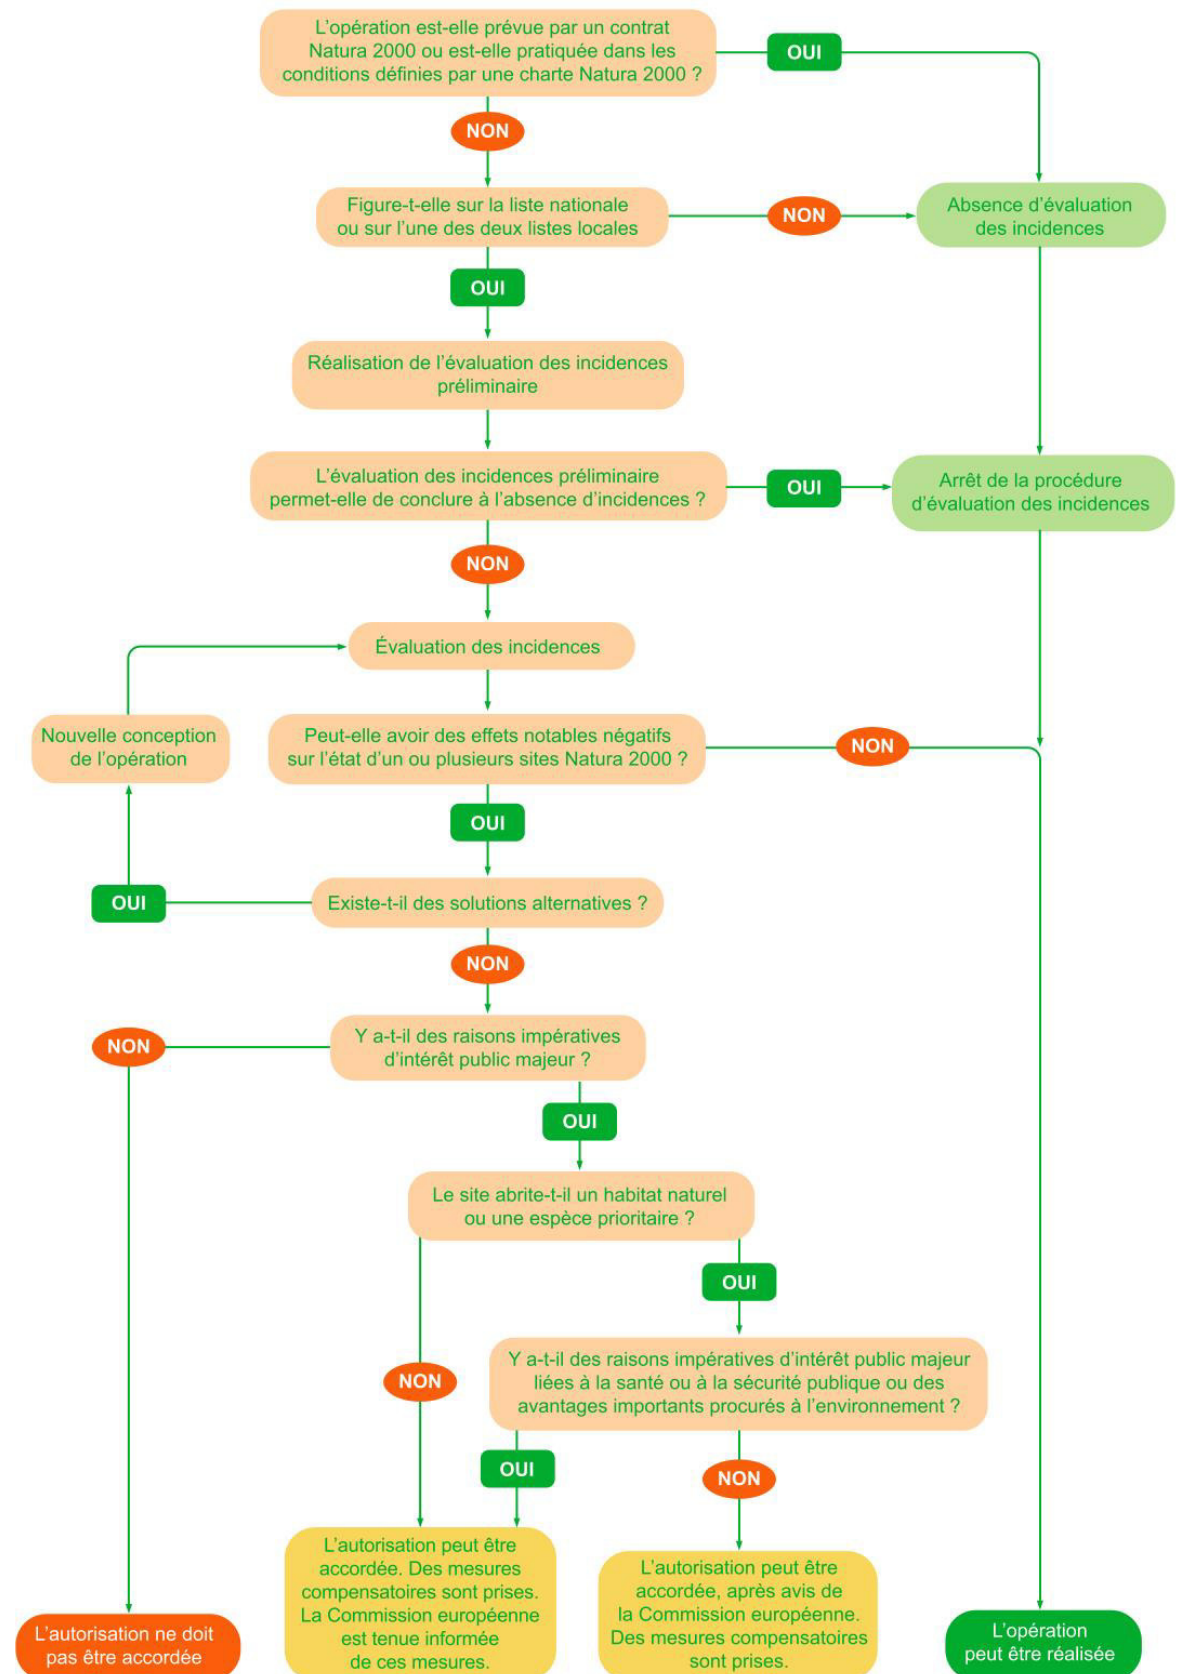 L'opération est-elle prévue par un contrat
Natura 2000 ou est-elle pratiquée dans les
conditions définies par une charte Natura 2000 ?
OUI
NON
Figure-t-elle sur la liste nationale
ou sur l'une des deux listes locales
NON
Absence d'évaluation
des incidences
OUI
Réalisation de l'évaluation des incidences
préliminaire
L'évaluation des incidences préliminaire
permet-elle de conclure à l'absence d'incidences ?
OUI
Arrêt de la procédure
d'évaluation des incidences
NON
Évaluation des incidences
Nouvelle conception
de l'opération
Peut-elle avoir des effets notables négatifs
sur l'état d'un ou plusieurs sites Natura 2000 ?
NON
OUI
OUI
Existe-t-il des solutions alternatives ?
NON
NON
Y a-t-il des raisons impératives
d'intérêt public majeur ?
OUI
Le site abrite-t-il un habitat naturel
ou une espèce prioritaire ?
OUI
NON
Y a-t-il des raisons impératives d'intérêt public majeur
liées à la santé ou à la sécurité publique ou des
avantages importants procurés à l'environnement ?
OUI
NON
L'autorisation ne doit
pas être accordée
L'autorisation peut être
accordée. Des mesures
compensatoires sont prises.
La Commission européenne
est tenue informée
de ces mesures.
L'autorisation peut être
accordée, après avis de
la Commission européenne.
Des mesures compensatoires
sont prises.
L'opération
peut être réalisée